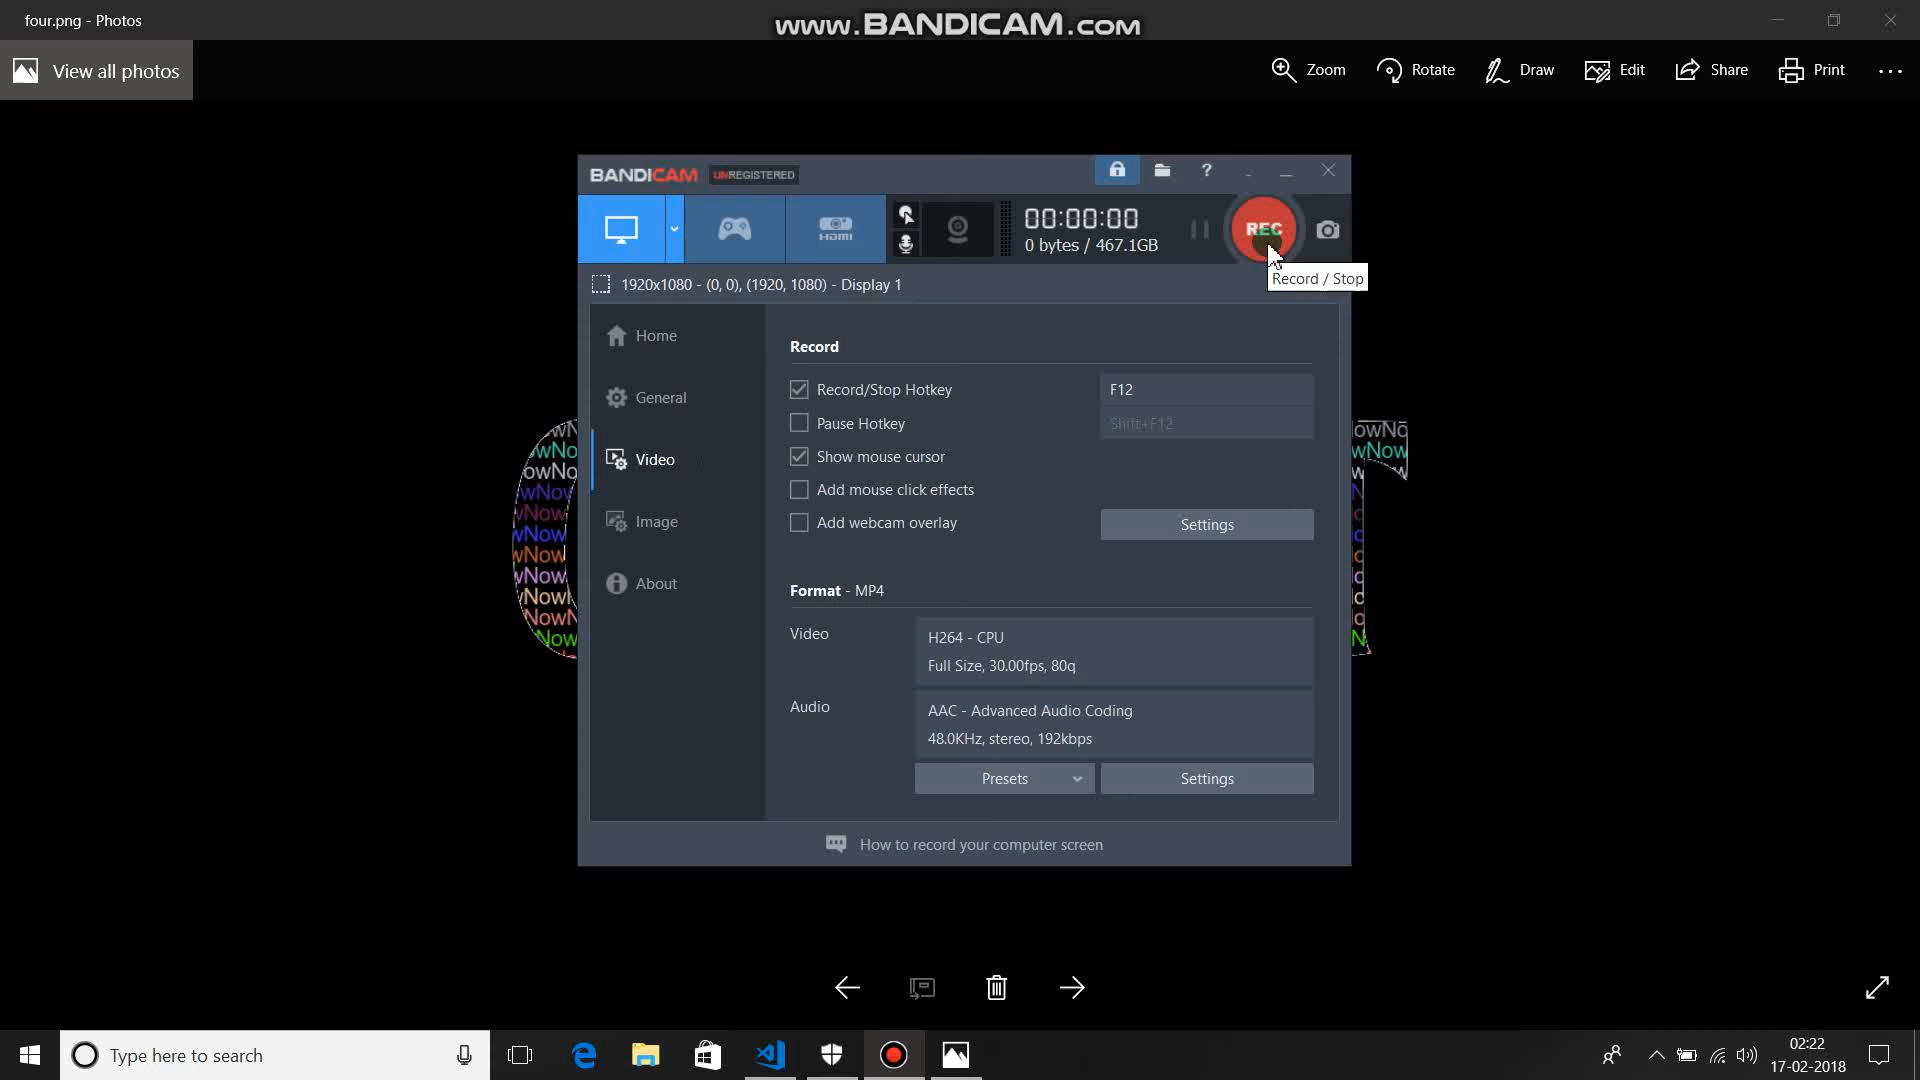 four.png - Photos
www.BANDICAM.com
View all photos
Zoom
Rotate
Draw
Edit
Share
Print
BANDICAM UNREGISTERED
?
HDMI
00:00:00
0 bytes / 467.1GB
REC
Record / Stop
1920x1080 - (0, 0), (1920, 1080) - Display 1
Home
General
Video
Image
About
Record
Record/Stop Hotkey
F12
Pause Hotkey
Shift+F12
Show mouse cursor
Add mouse click effects
Add webcam overlay
Settings
Format - MP4
Video
H264 - CPU
Full Size, 30.00fps, 80q
Audio
AAC - Advanced Audio Coding
48.0KHz, stereo, 192kbps
Presets
Settings
How to record your computer screen
Type here to search
02:22
17-02-2018